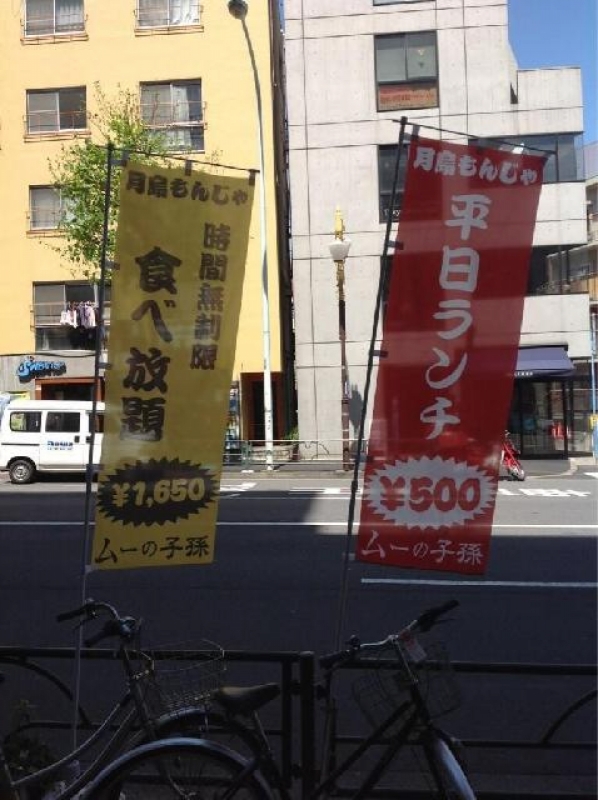 月島もんじゃ
時間無制限
食べ放題
¥1,650
ムーの子孫
月島もんじゃ
平日ランチ
¥500
ムーの子孫